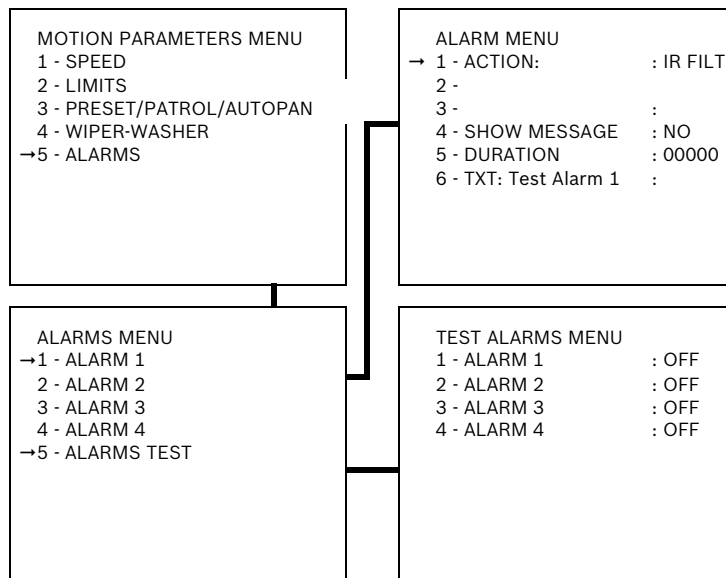 MOTION PARAMETERS MENU
1 - SPEED
2 - LIMITS
3 - PRESET/PATROL/AUTOPAN
4 - WIPER-WASHER
→5 - ALARMS
ALARM MENU
→ 1 - ACTION: : IR FILT
2 -
3 - :
4 - SHOW MESSAGE : NO
5 - DURATION : 00000
6 - TXT: Test Alarm 1 :
ALARMS MENU
→1 - ALARM 1
2 - ALARM 2
3 - ALARM 3
4 - ALARM 4
→5 - ALARMS TEST
TEST ALARMS MENU
1 - ALARM 1 : OFF
2 - ALARM 2 : OFF
3 - ALARM 3 : OFF
4 - ALARM 4 : OFF